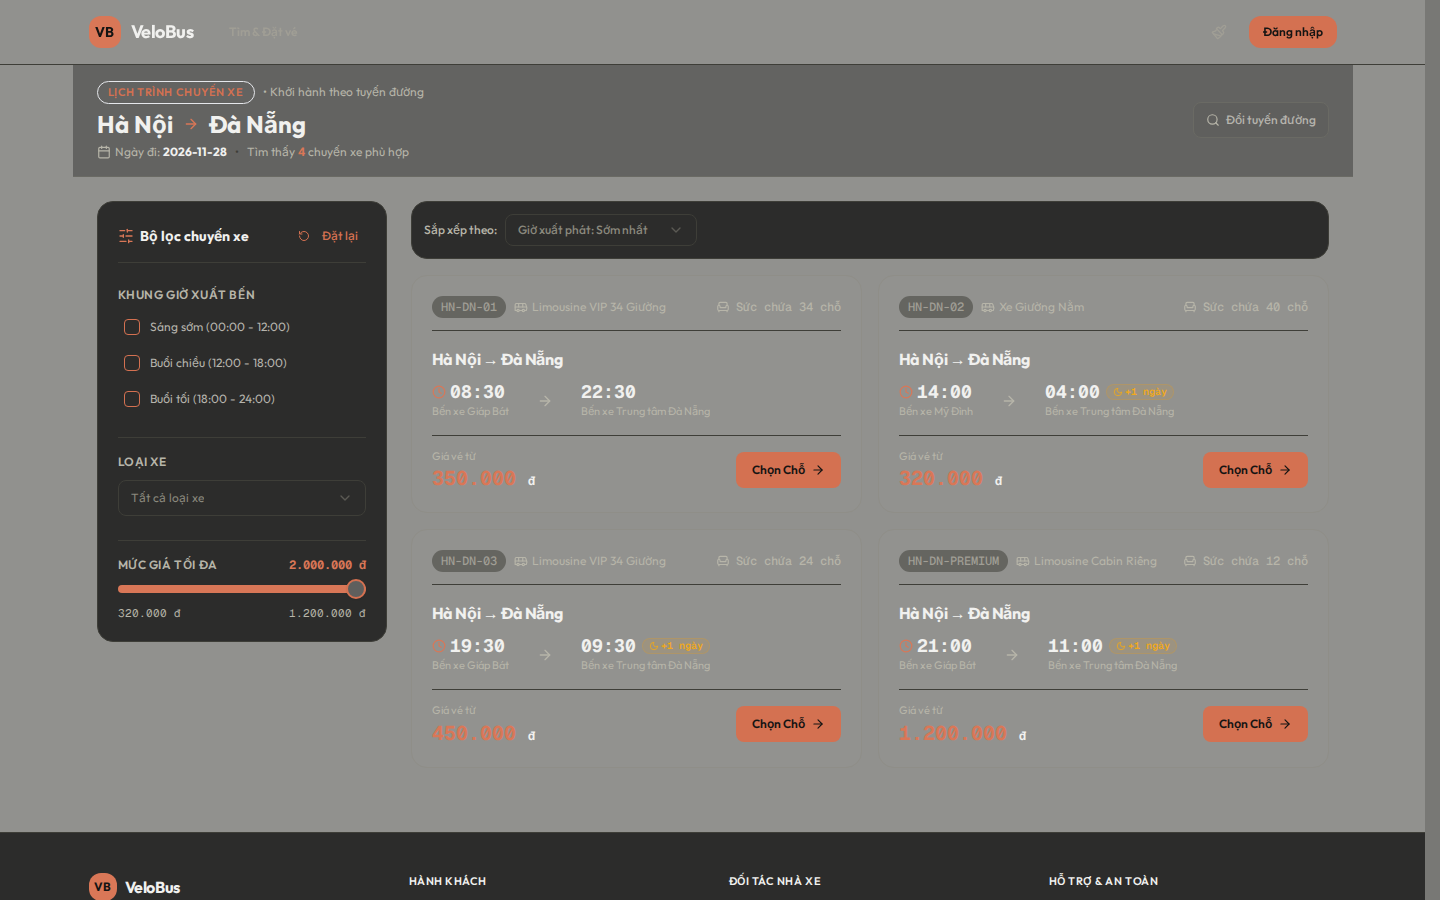 VB VeloBus Tìm & Đặt vé Đăng nhập
LỊCH TRÌNH CHUYẾN XE • Khởi hành theo tuyến đường
Hà Nội → Đà Nẵng
Đổi tuyến đường
Ngày đi: 2026-11-28 • Tìm thấy 4 chuyến xe phù hợp
Bộ lọc chuyến xe Đặt lại
KHUNG GIỜ XUẤT BẾN
Sáng sớm (00:00 - 12:00)
Buổi chiều (12:00 - 18:00)
Buổi tối (18:00 - 24:00)
LOẠI XE
Tất cả loại xe
MỨC GIÁ TỐI ĐA 2.000.000 đ
320.000 đ 1.200.000 đ
Sắp xếp theo: Giờ xuất phát: Sớm nhất
HN-DN-01 Limousine VIP 34 Giường Sức chứa 34 chỗ
Hà Nội → Đà Nẵng
08:30 → 22:30
Bến xe Giáp Bát Bến xe Trung tâm Đà Nẵng
Giá vé từ
350.000 đ
Chọn Chỗ →
HN-DN-02 Xe Giường Nằm Sức chứa 40 chỗ
Hà Nội → Đà Nẵng
14:00 → 04:00 +1 ngày
Bến xe Mỹ Đình Bến xe Trung tâm Đà Nẵng
Giá vé từ
320.000 đ
Chọn Chỗ →
HN-DN-03 Limousine VIP 34 Giường Sức chứa 24 chỗ
Hà Nội → Đà Nẵng
19:30 → 09:30 +1 ngày
Bến xe Giáp Bát Bến xe Trung tâm Đà Nẵng
Giá vé từ
450.000 đ
Chọn Chỗ →
HN-DN-PREMIUM Limousine Cabin Riêng Sức chứa 12 chỗ
Hà Nội → Đà Nẵng
21:00 → 11:00 +1 ngày
Bến xe Giáp Bát Bến xe Trung tâm Đà Nẵng
Giá vé từ
1.200.000 đ
Chọn Chỗ →
VB VeloBus
HÀNH KHÁCH
ĐỐI TÁC NHÀ XE
HỖ TRỢ & AN TOÀN